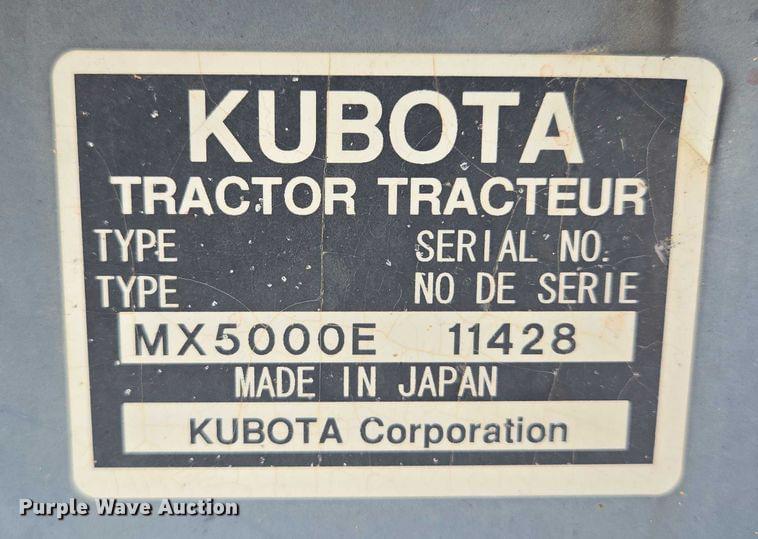 KUBOTA
TRACTOR TRACTEUR
TYPE SERIAL NO.
TYPE NO DE SERIE
MX5000E 11428
MADE IN JAPAN
KUBOTA Corporation
Purple Wave Auction